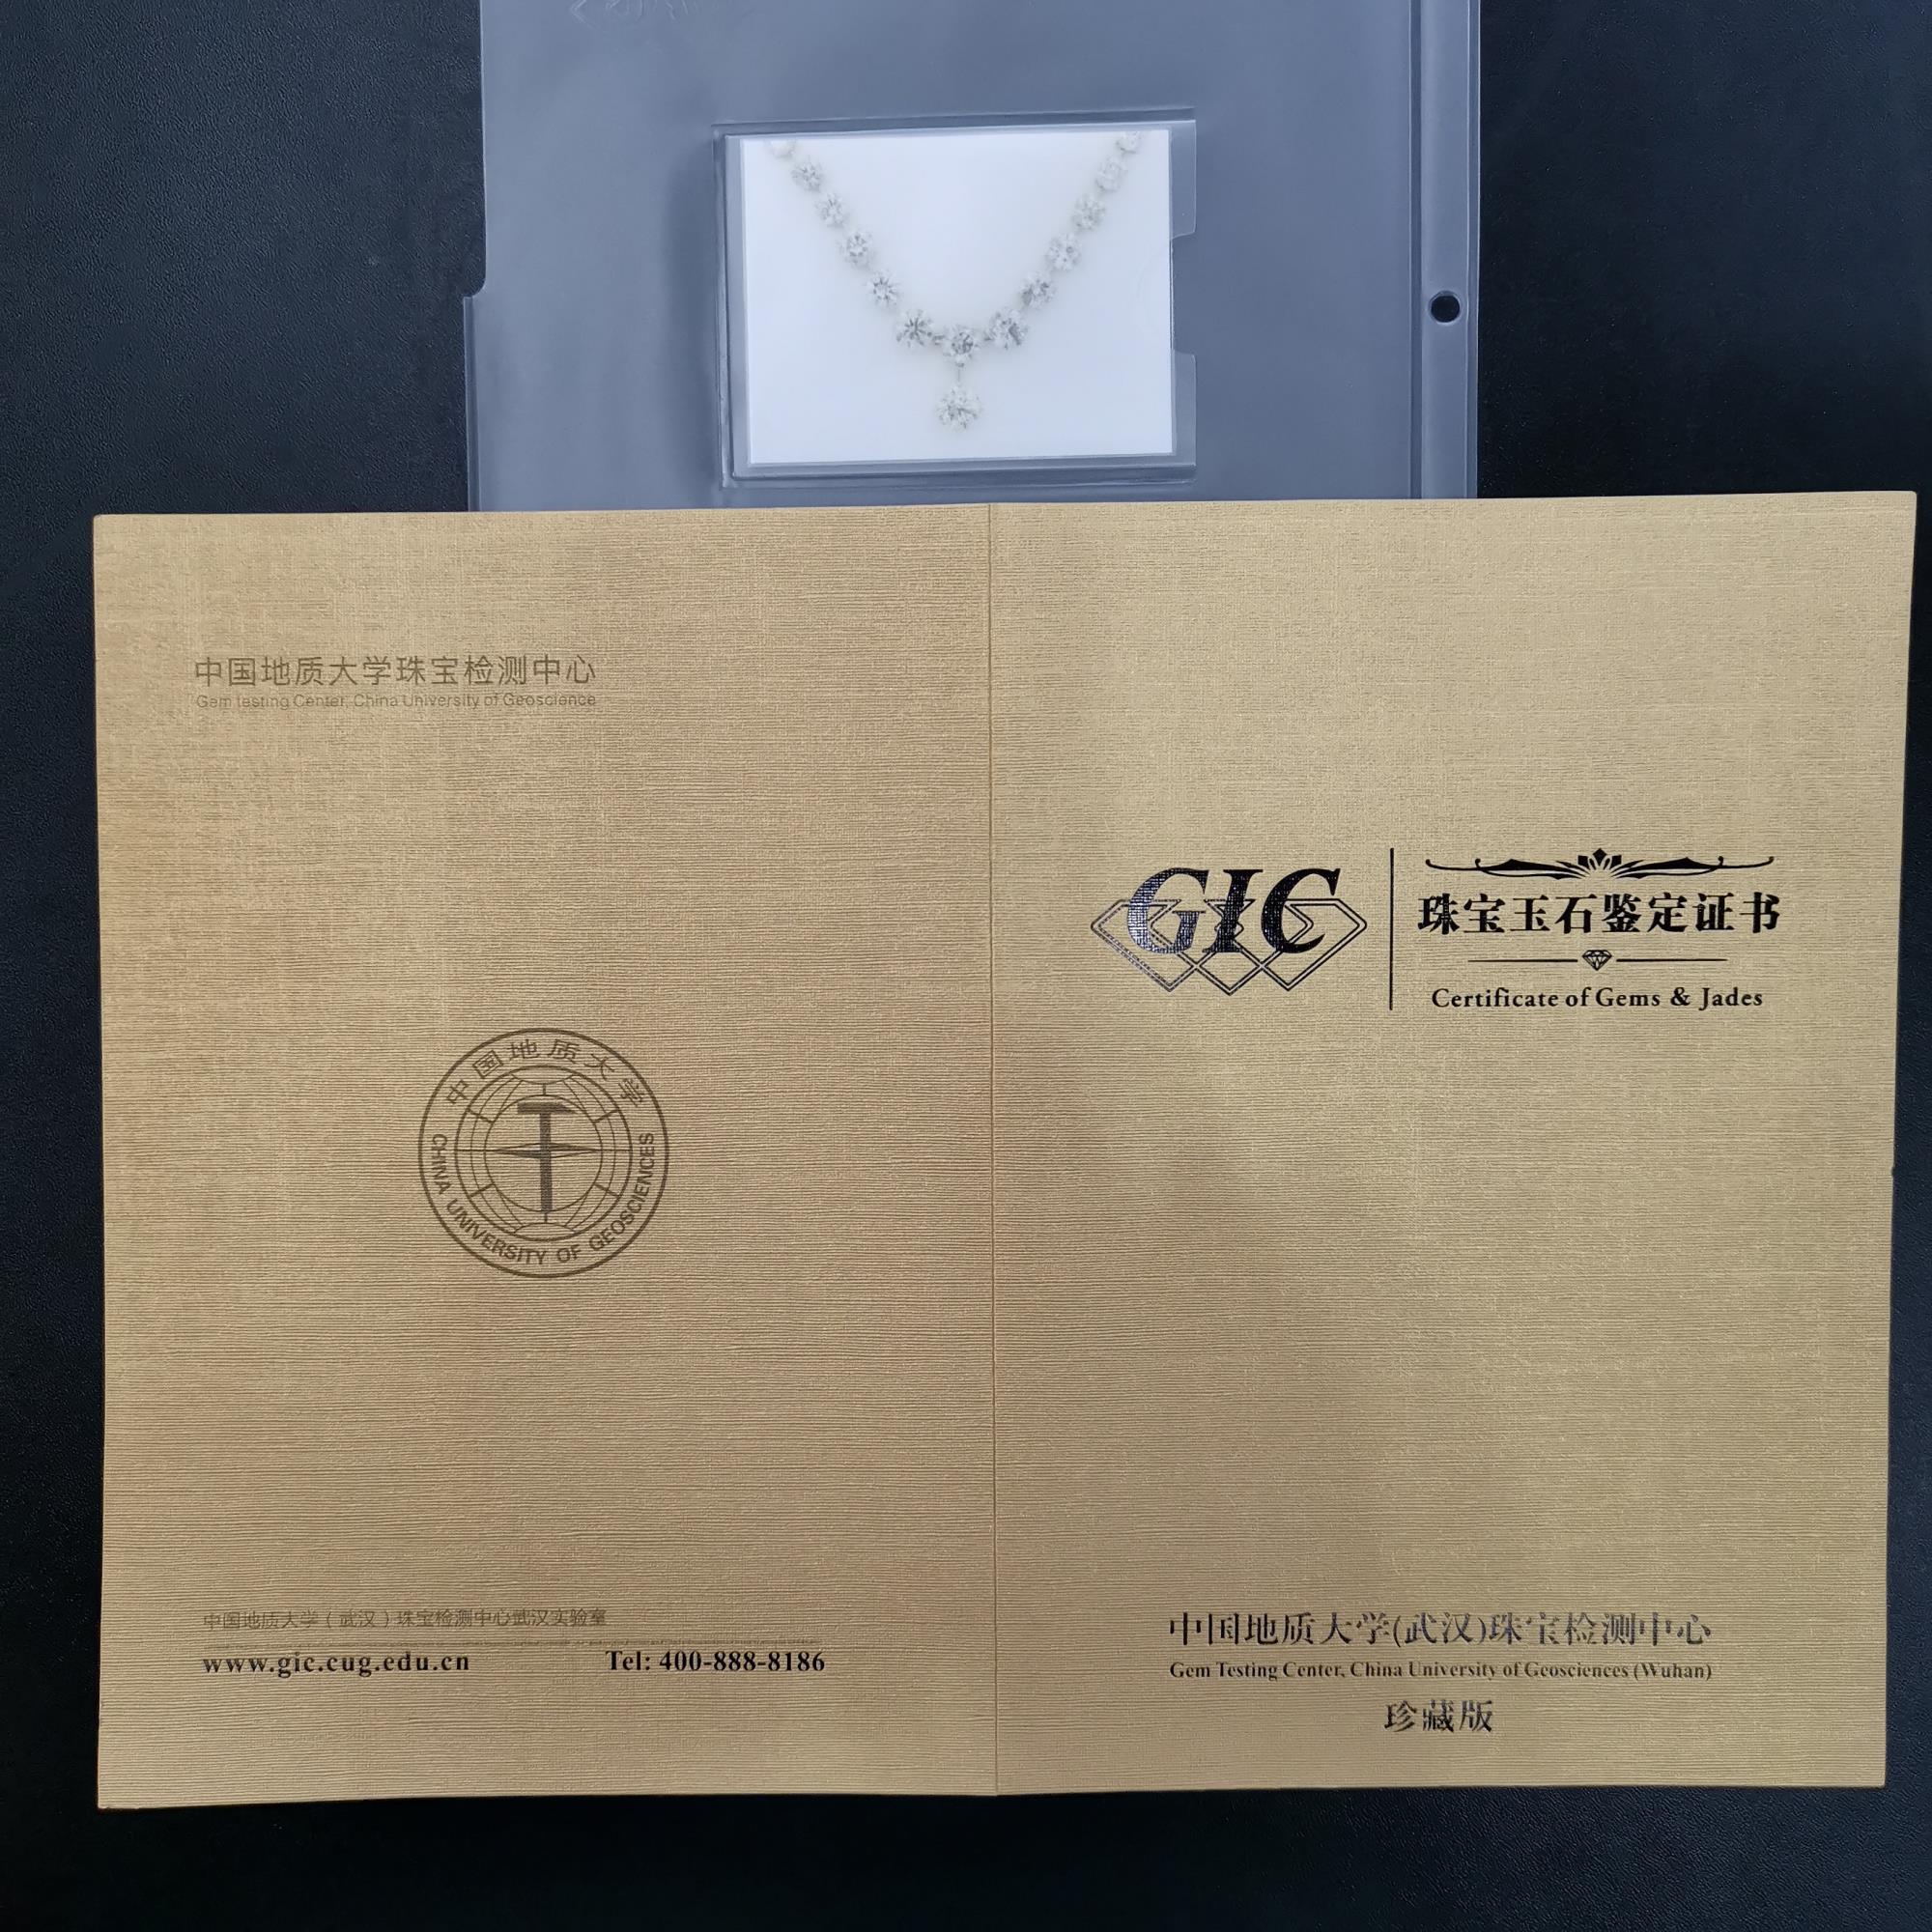 中国地质大学珠宝检测中心
Gem testing Center, China University of Geoscience
中国地质大学
CHINA UNIVERSITY OF GEOSCIENCES
中国地质大学（武汉）珠宝检测中心武汉实验室
www.gic.cug.edu.cn
Tel: 400-888-8186
GIC
珠宝玉石鉴定证书
Certificate of Gems & Jades
中国地质大学(武汉)珠宝检测中心
Gem Testing Center, China University of Geosciences (Wuhan)
珍藏版